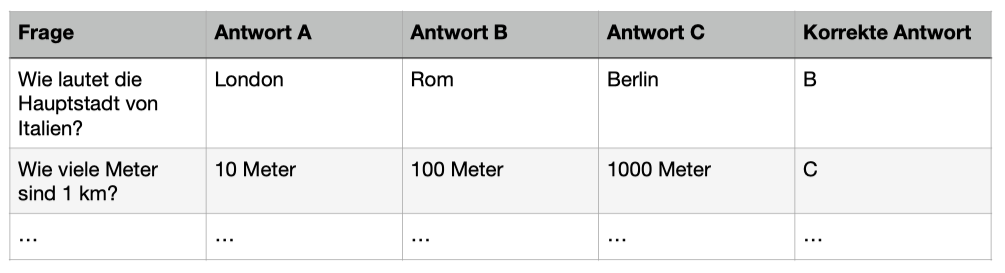 Frage Antwort A Antwort B Antwort C Korrekte Antwort
Wie lautet die London Rom Berlin B
Hauptstadt von
Italien?
Wie viele Meter 10 Meter 100 Meter 1000 Meter C
sind 1 km?
… … … … …